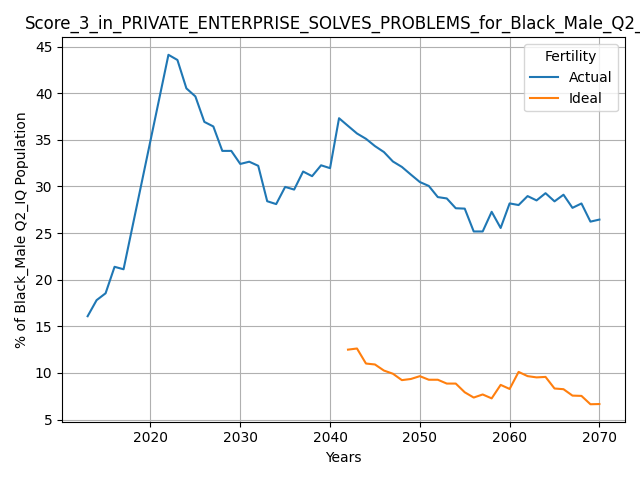 Score_3_in_PRIVATE_ENTERPRISE_SOLVES_PROBLEMS_for_Black_Male_Q2_
Fertility
Actual
Ideal
% of Black_Male Q2_IQ Population
45
40
35
30
25
20
15
10
5
2020 2030 2040 2050 2060 2070
Years